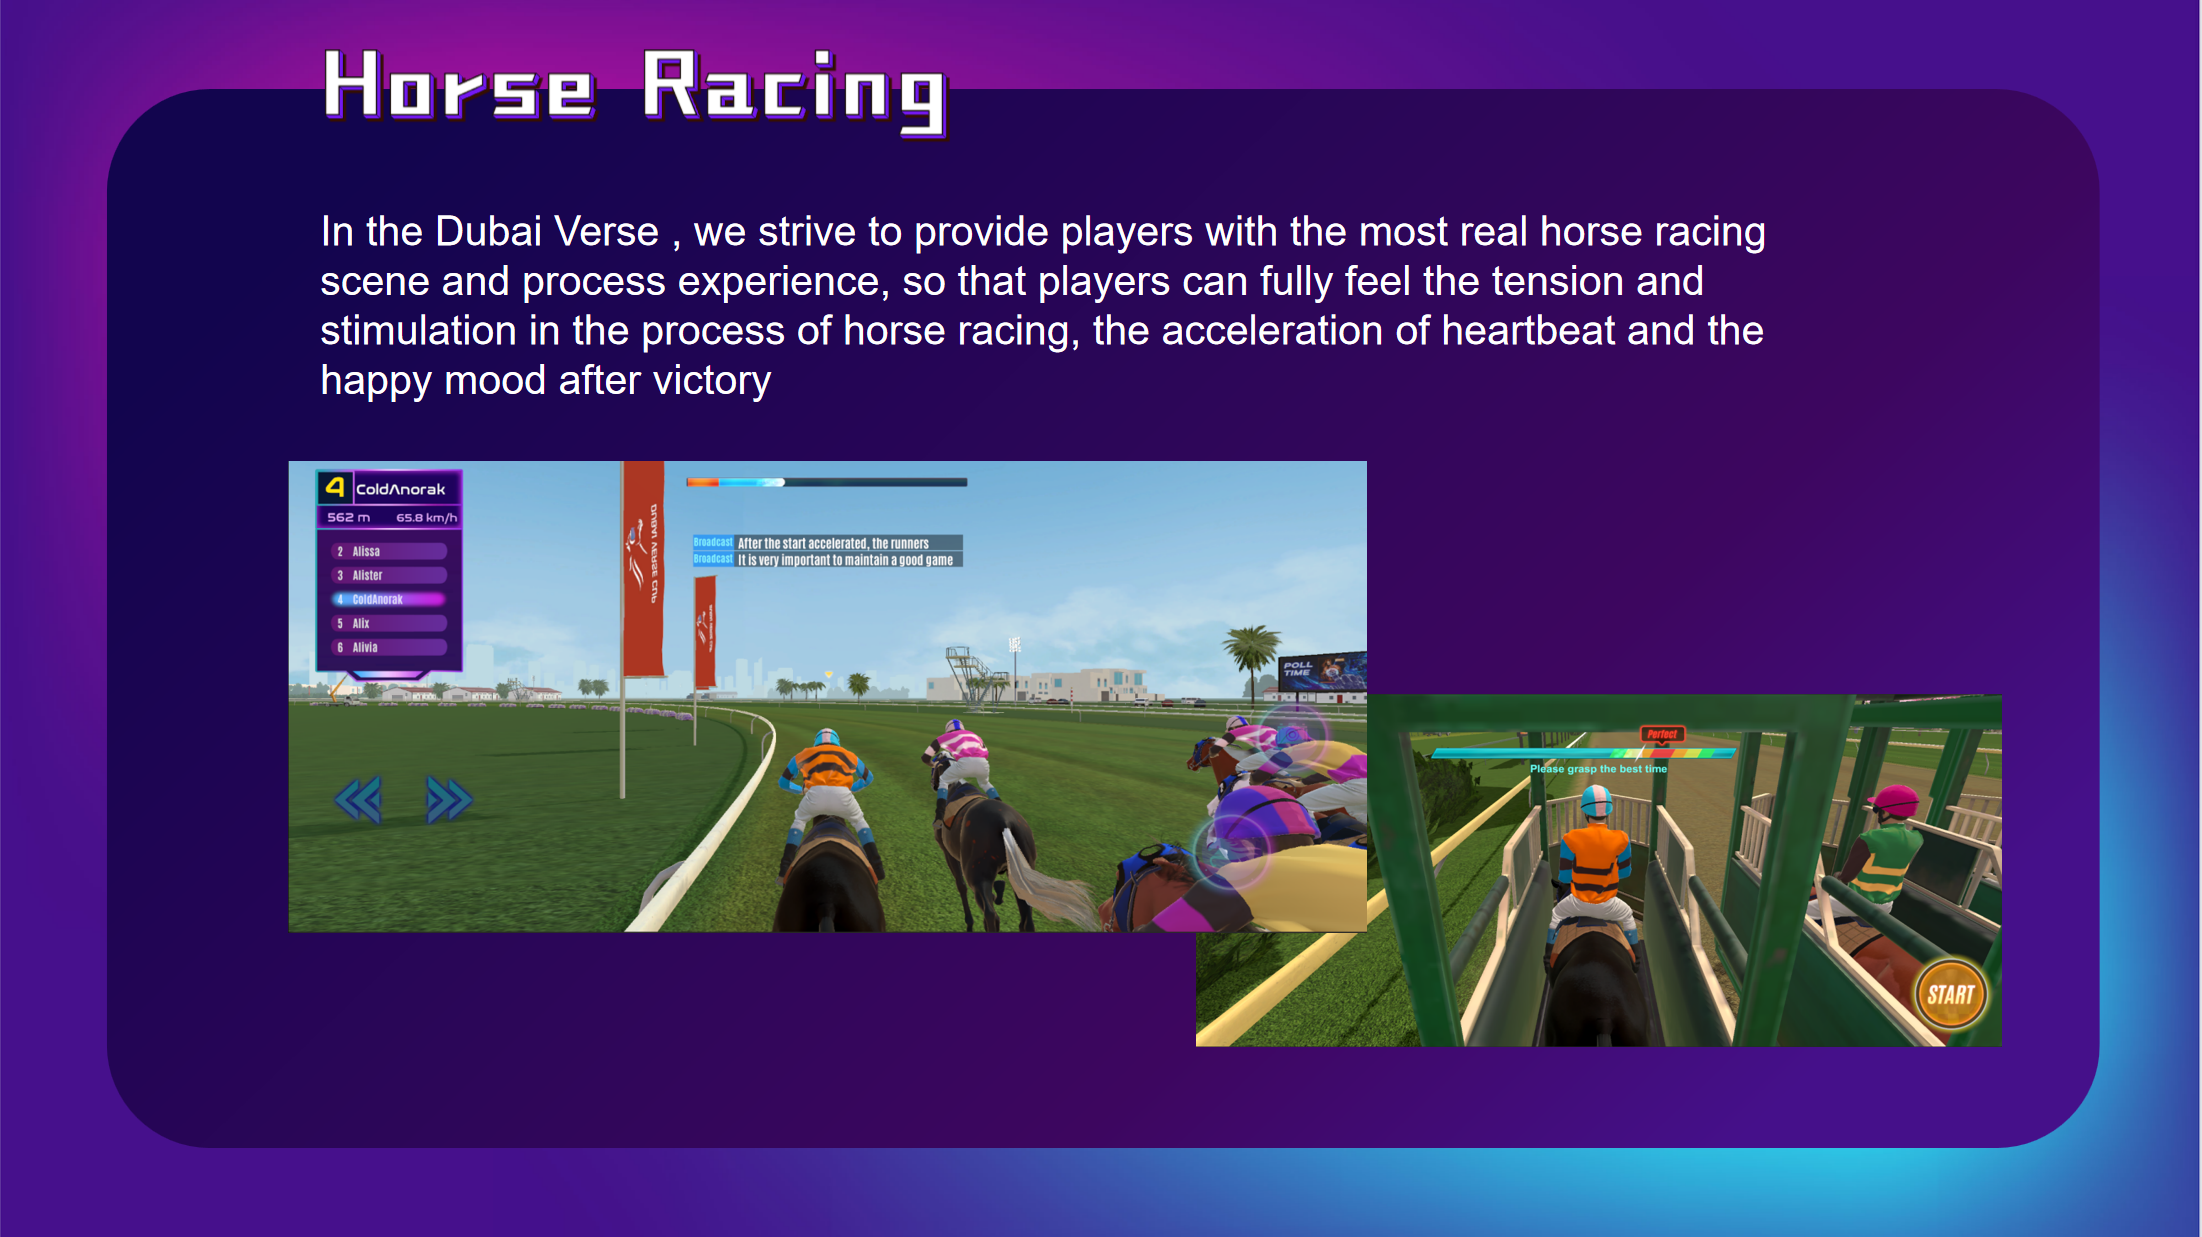 Horse Racing
In the Dubai Verse , we strive to provide players with the most real horse racing
scene and process experience, so that players can fully feel the tension and
stimulation in the process of horse racing, the acceleration of heartbeat and the
happy mood after victory
4 ColdAnorak
562 m 65.8 km/h
2 Alissa
3 Alister
4 ColdAnorak
5 Alix
6 Alivia
DUBAI VERSE CUP
Broadcast After the start accelerated, the runners
Broadcast It is very important to maintain a good game
POLL
TIME
Perfect
Please grasp the best time
START